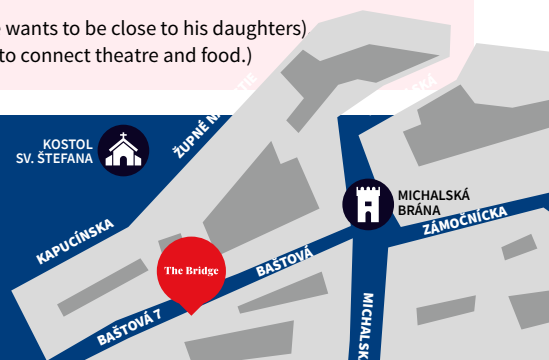 wants to be close to his daughters)
to connect theatre and food.)
KOSTOL
SV. ŠTEFANA
ŽUPNÉ
MICHALSKÁ
BRÁNA
ZÁMOČNÍCKA
KAPUCÍNSKA
The Bridge
BAŠTOVÁ
BAŠTOVÁ 7